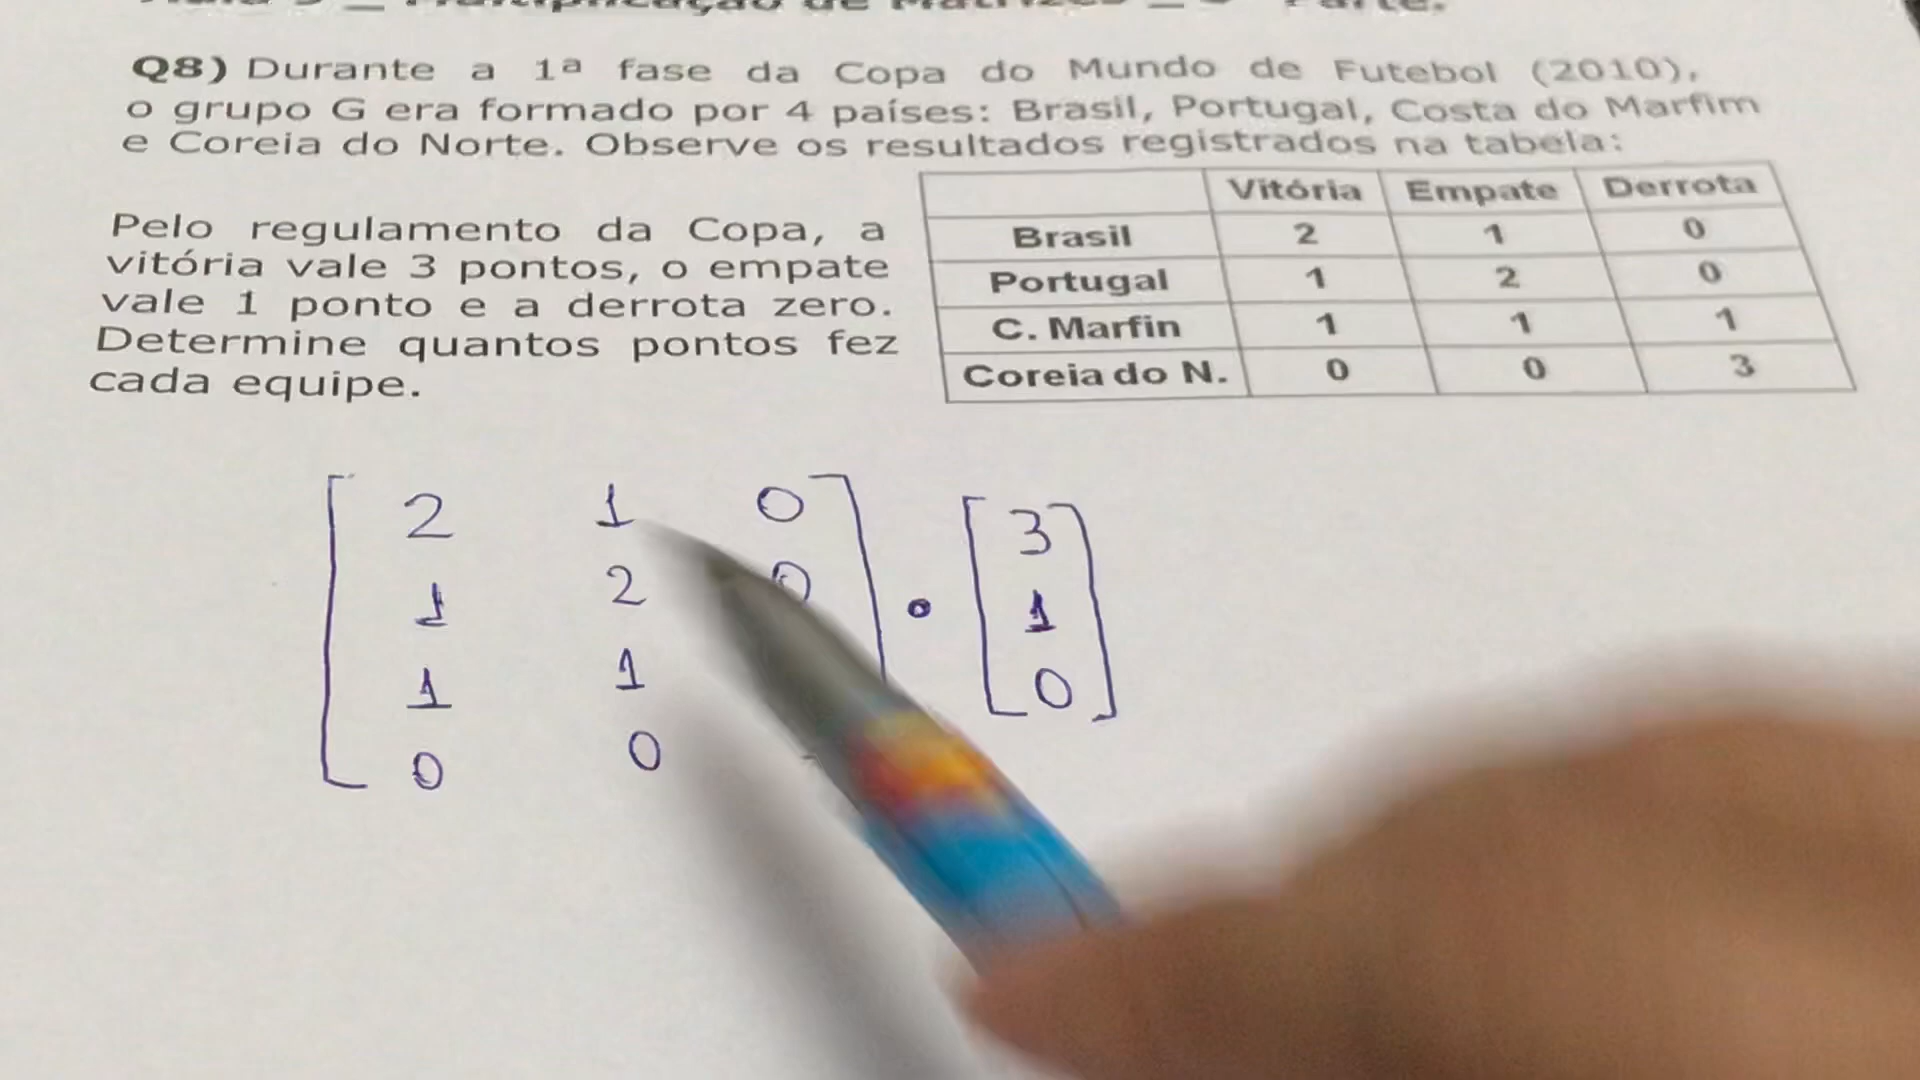 de
Parte.
Q8) Durante a 1ª fase da Copa do Mundo de Futebol (2010),
o grupo G era formado por 4 países: Brasil, Portugal, Costa do Marfim
e Coreia do Norte. Observe os resultados registrados na tabela:
Pelo regulamento da Copa, a
vitória vale 3 pontos, o empate
vale 1 ponto e a derrota zero.
Determine quantos pontos fez
cada equipe.
Vitória Empate Derrota
Brasil 2 1 0
Portugal 1 2 0
C. Marfin 1 1 1
Coreia do N. 0 0 3
2 1 0
1 2 0
1 1
0 0
•
3
1
0